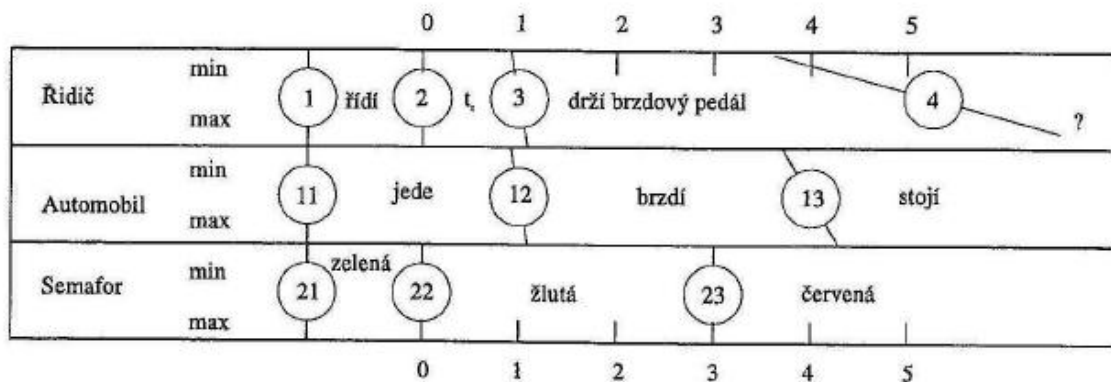 0 1 2 3 4 5
min
Řidič 1 řídí 2 t, 3 drží brzdový pedál 4
max ?
min
Automobil 11 jede 12 brzdí 13 stojí
max
zelená
min
Semafor 21 22 žlutá 23 červená
max
0 1 2 3 4 5